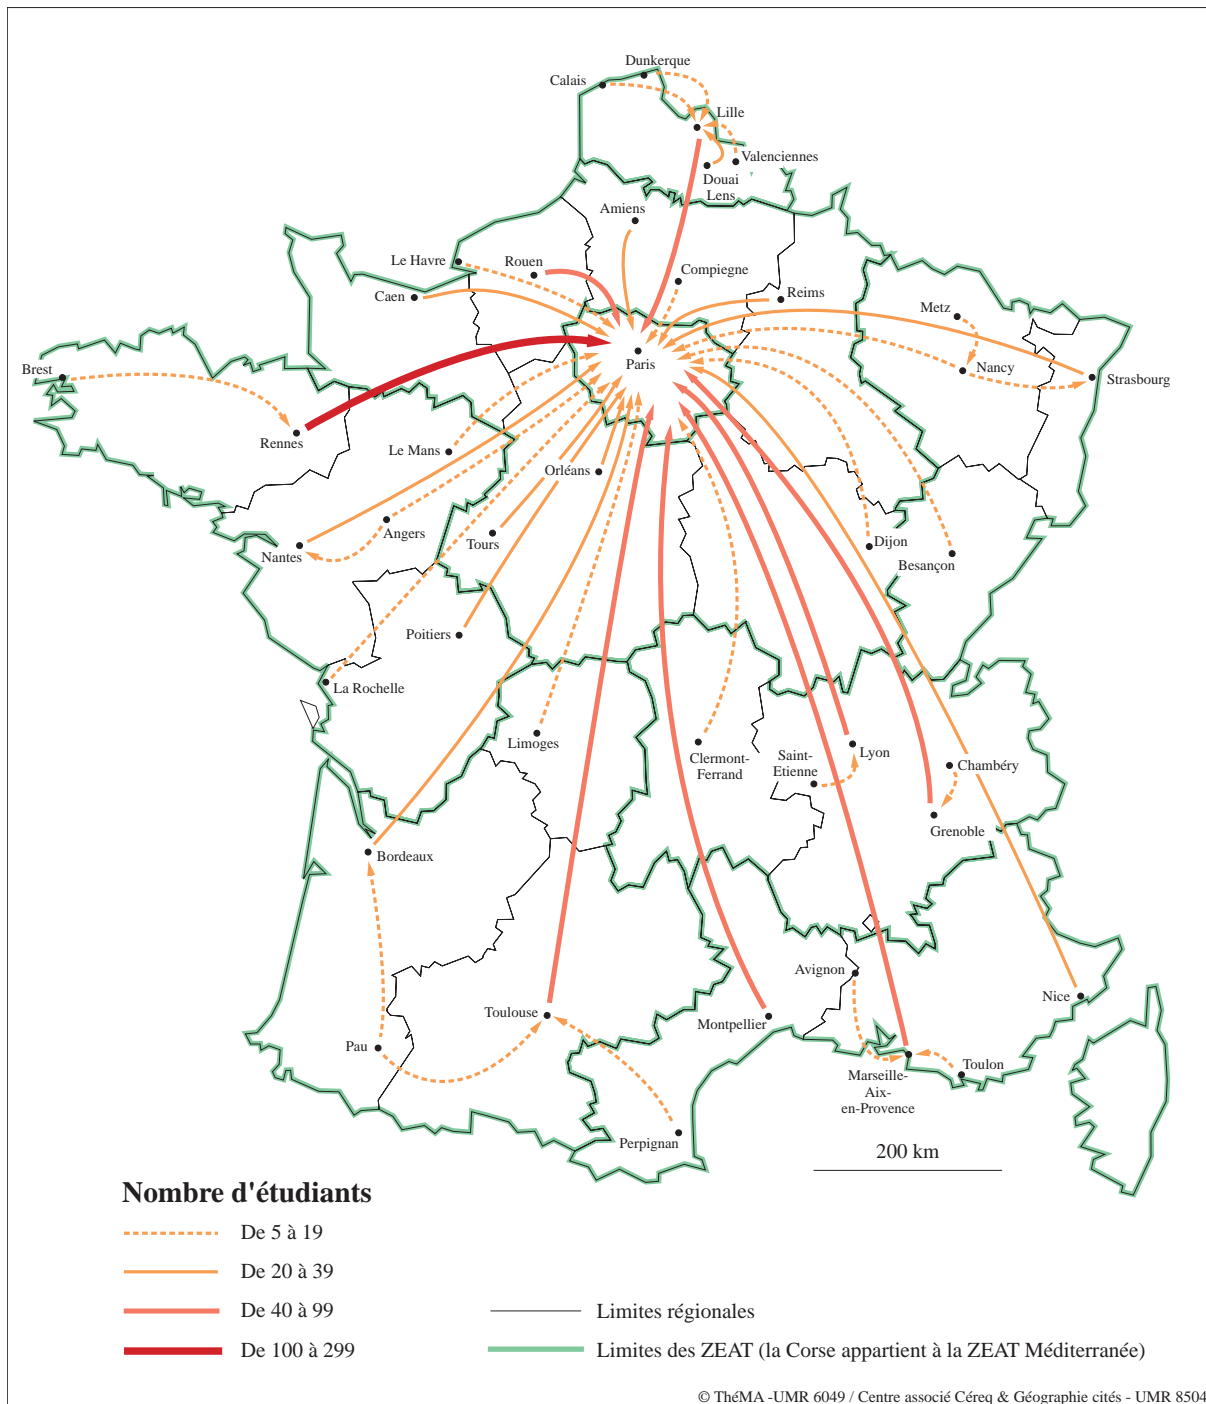 Dunkerque
Calais
Lille
Valenciennes
Douai
Lens
Amiens
Le Havre
Rouen
Compiegne
Caen
Reims
Metz
Paris
Brest
Nancy
Strasbourg
Rennes
Le Mans
Orléans
Angers
Tours
Dijon
Nantes
Besançon
Poitiers
La Rochelle
Limoges
Clermont-
Ferrand
Saint-
Etienne
Lyon
Chambéry
Grenoble
Bordeaux
Avignon
Nice
Toulouse
Montpellier
Pau
Toulon
Marseille-
Aix-
en-Provence
Perpignan
200 km
Nombre d'étudiants
De 5 à 19
De 20 à 39
De 40 à 99
De 100 à 299
Limites régionales
Limites des ZEAT (la Corse appartient à la ZEAT Méditerranée)
© ThéMA -UMR 6049 / Centre associé Céreq & Géographie cités - UMR 8504